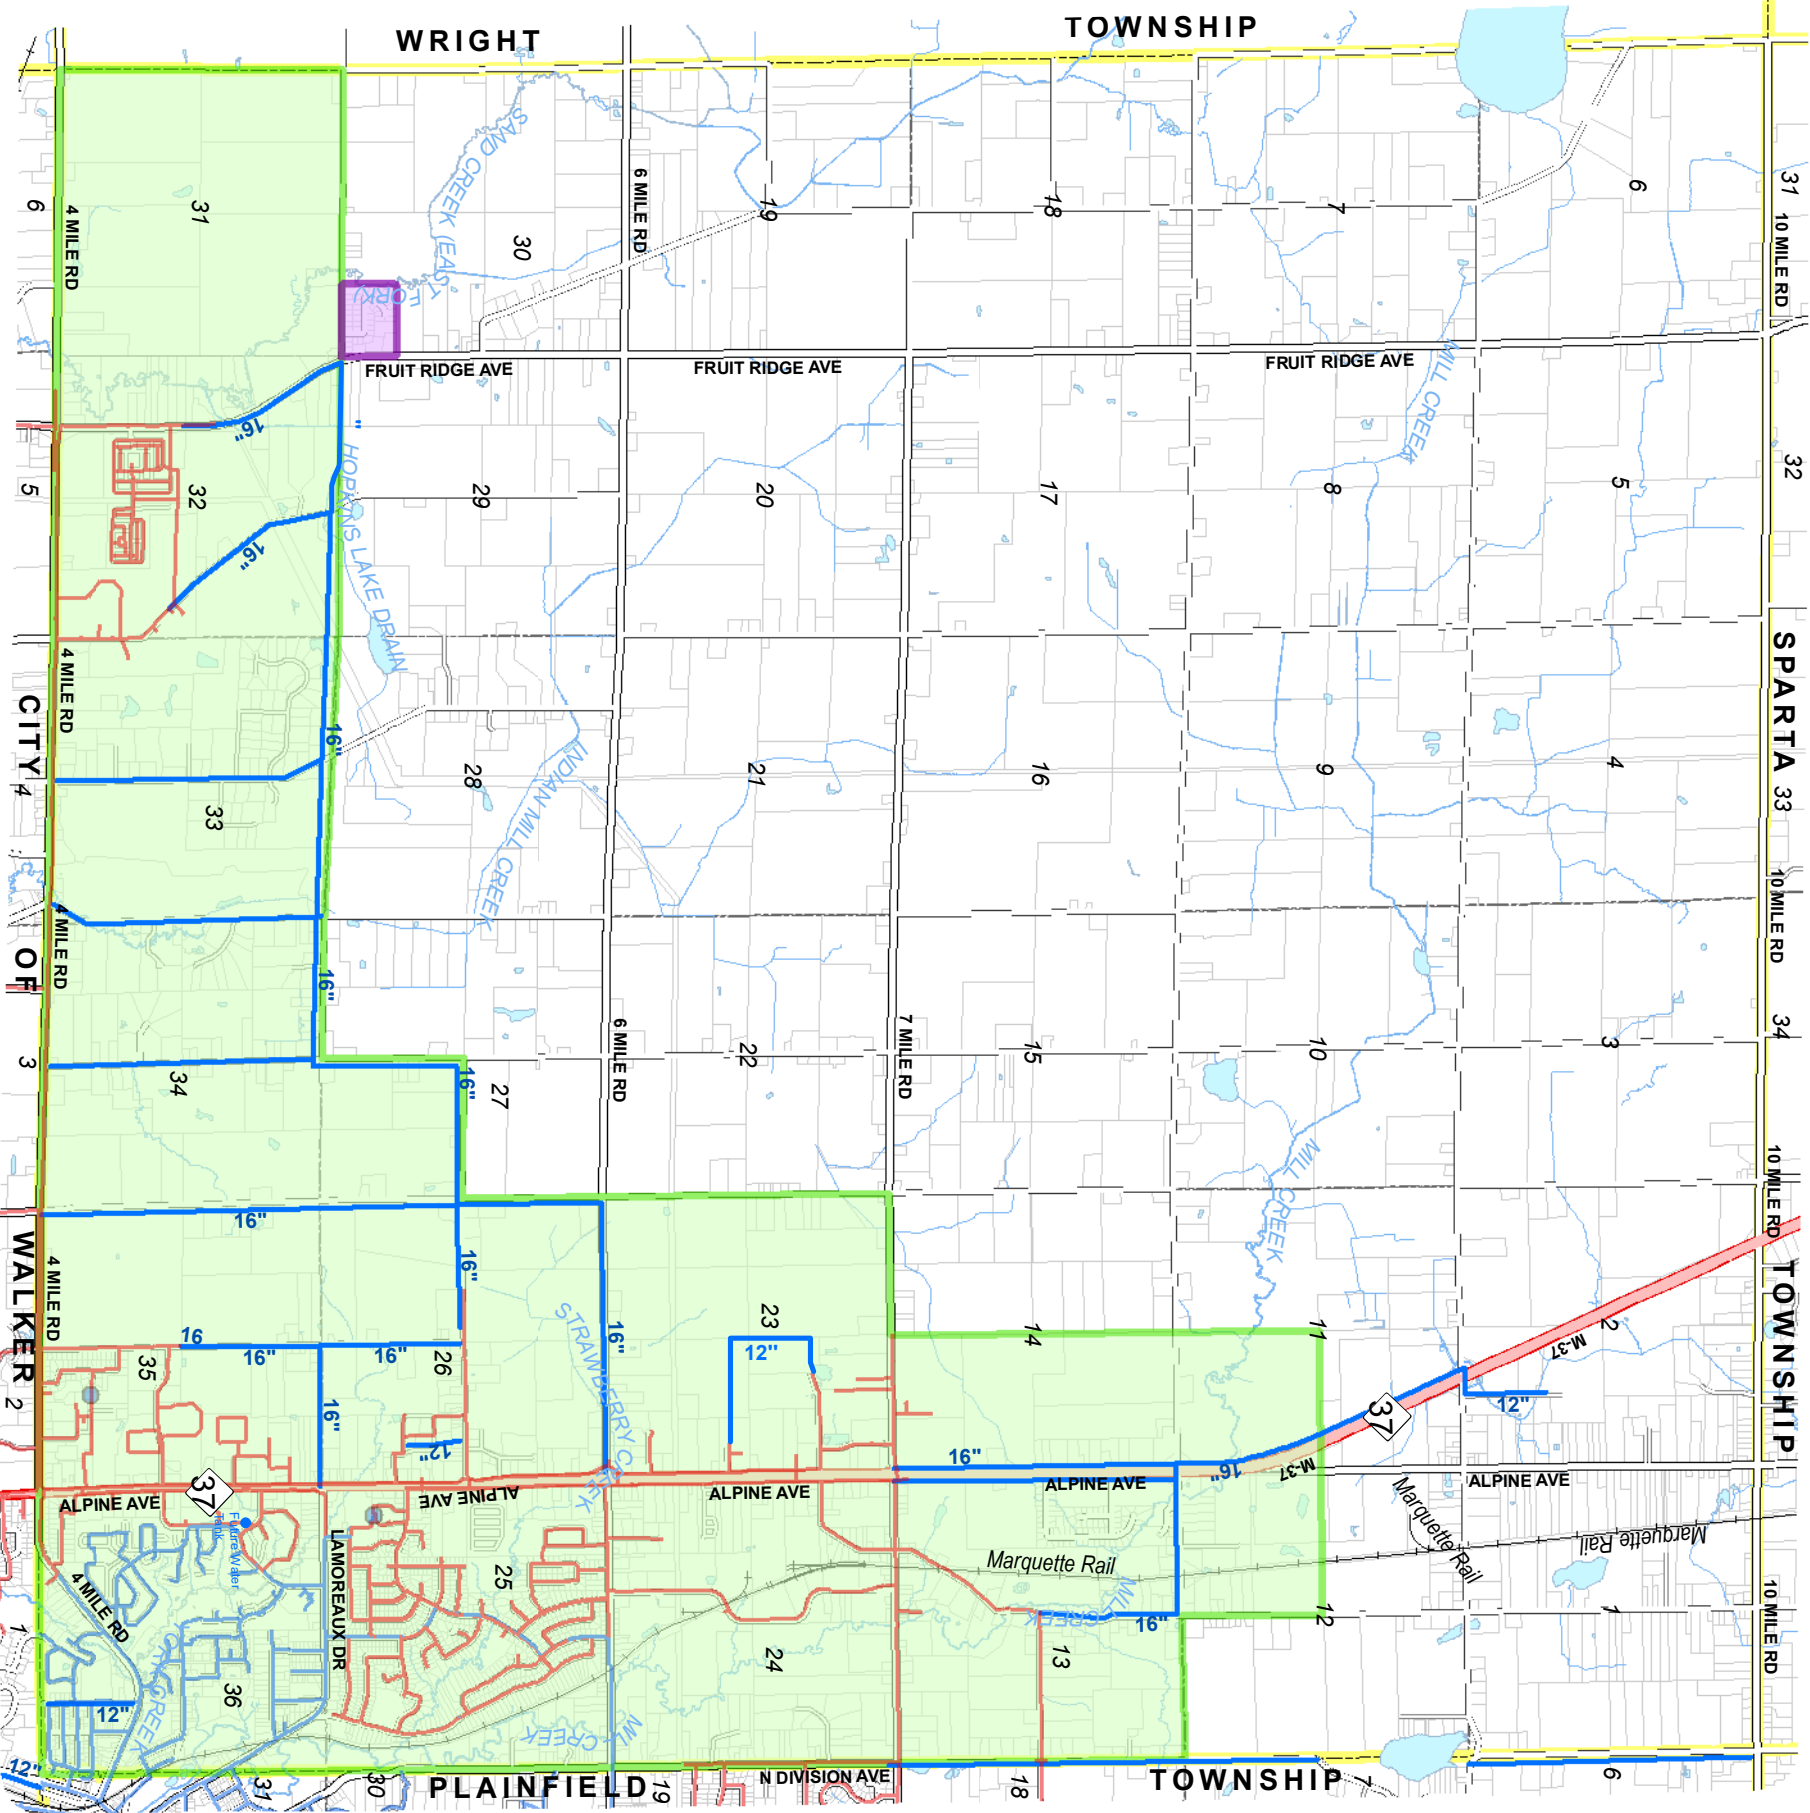 WRIGHT
TOWNSHIP
31
10 MILE RD
6
7
18
19
6 MILE RD
30
SAND CREEK (EAST FORK)
31
4 MILE RD
6
FRUIT RIDGE AVE
FRUIT RIDGE AVE
FRUIT RIDGE AVE
MILL CREEK
16"
"
HOPKINS LAKE DRAIN
32
5
8
17
20
29
32
5
16"
4 MILE RD
CITY
4
16"
33
28
INDIAN MILL CREEK
21
16
9
4
SPARTA
33
10 MILE RD
4 MILE RD
OF
16"
6 MILE RD
7 MILE RD
34
3
10
15
22
27
16"
34
3
MILL CREEK
10 MILE RD
16"
WALKER
4 MILE RD
16"
STRAWBERRY CREEK
16"
23
12"
14
11
2
M-37
TOWNSHIP
16
16"
16"
26
35
2
16"
12"
37
12"
16"
16"
M-37
ALPINE AVE
37
ALPINE AVE
ALPINE AVE
ALPINE AVE
ALPINE AVE
Future Water
Tank
LAMOREAUX DR
25
Marquette Rail
Marquette Rail
Marquette Rail
MILL CREEK
16"
12
1
10 MILE RD
4 MILE RD
1
36
24
13
12"
MILL CREEK
12"
31
30
PLAINFIELD
19
N DIVISION AVE
18
TOWNSHIP
7
6